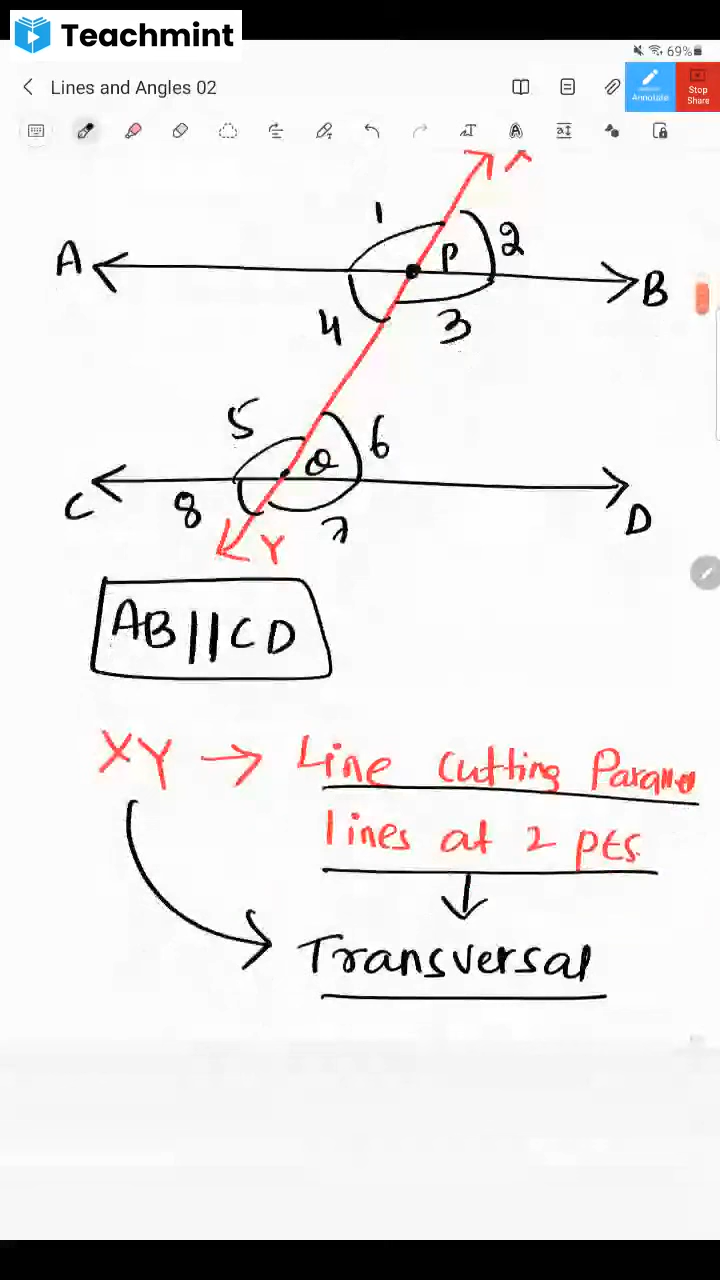 Teachmint
69%
Lines and Angles 02
Annotate
Stop
Share
X
1
2
A
P
B
4
3
5
6
Q
C
8
7
D
Y
AB||CD
XY → Line Cutting
lines at 2 pts.
Transversal